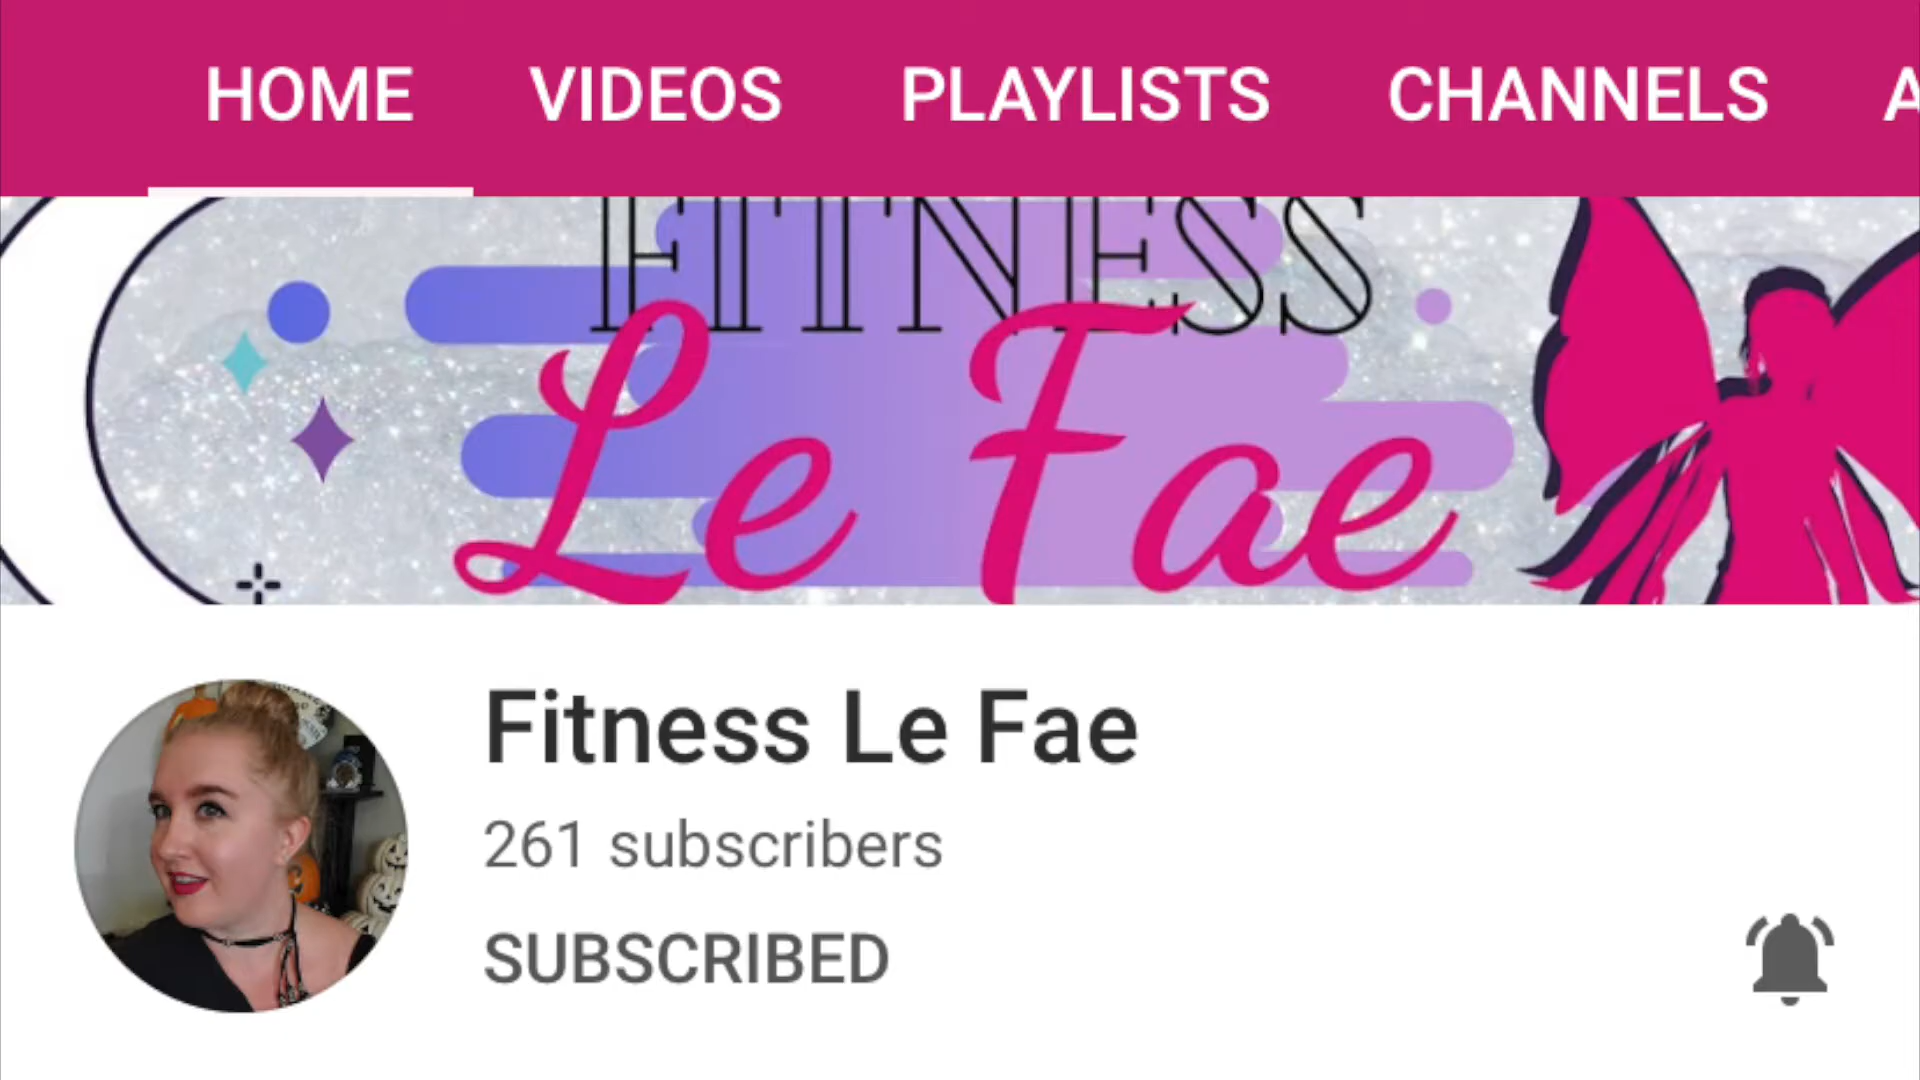 HOME VIDEOS PLAYLISTS CHANNELS A
FITNESS
Le Fae
Fitness Le Fae
261 subscribers
SUBSCRIBED